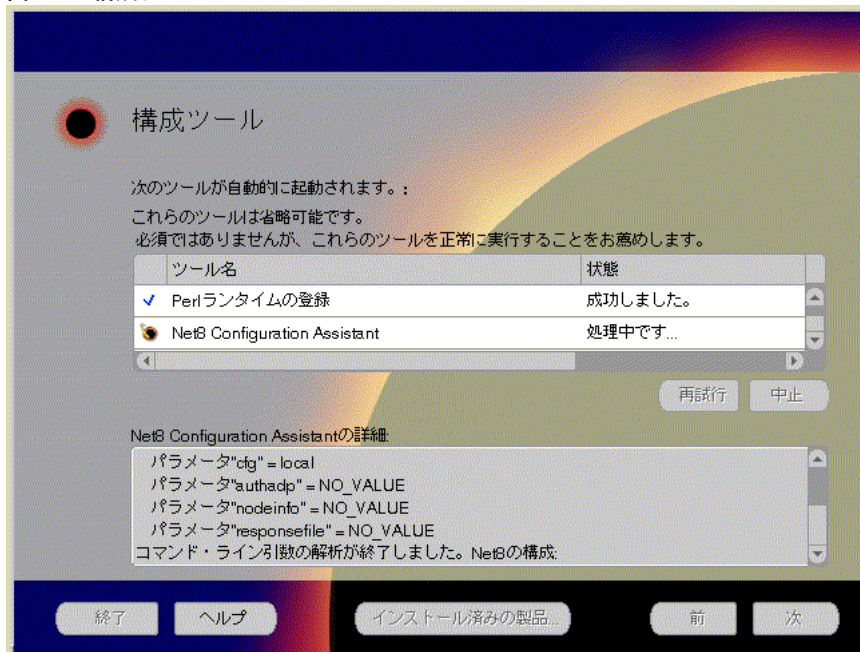 構成ツール
次のツールが自動的に起動されます。:
これらのツールは省略可能です。
必須ではありませんが、これらのツールを正常に実行することをお薦めします。
ツール名 状態
Perlランタイムの登録 成功しました。
Net8 Configuration Assistant 処理中です...
再試行 中止
Net8 Configuration Assistantの詳細:
パラメータ"cfg" = local
パラメータ"authadp" = NO_VALUE
パラメータ"nodeinfo" = NO_VALUE
パラメータ"responsefile" = NO_VALUE
コマンド・ライン引数の解析が終了しました。Net8の構成:
終了 ヘルプ インストール済みの製品... 前 次